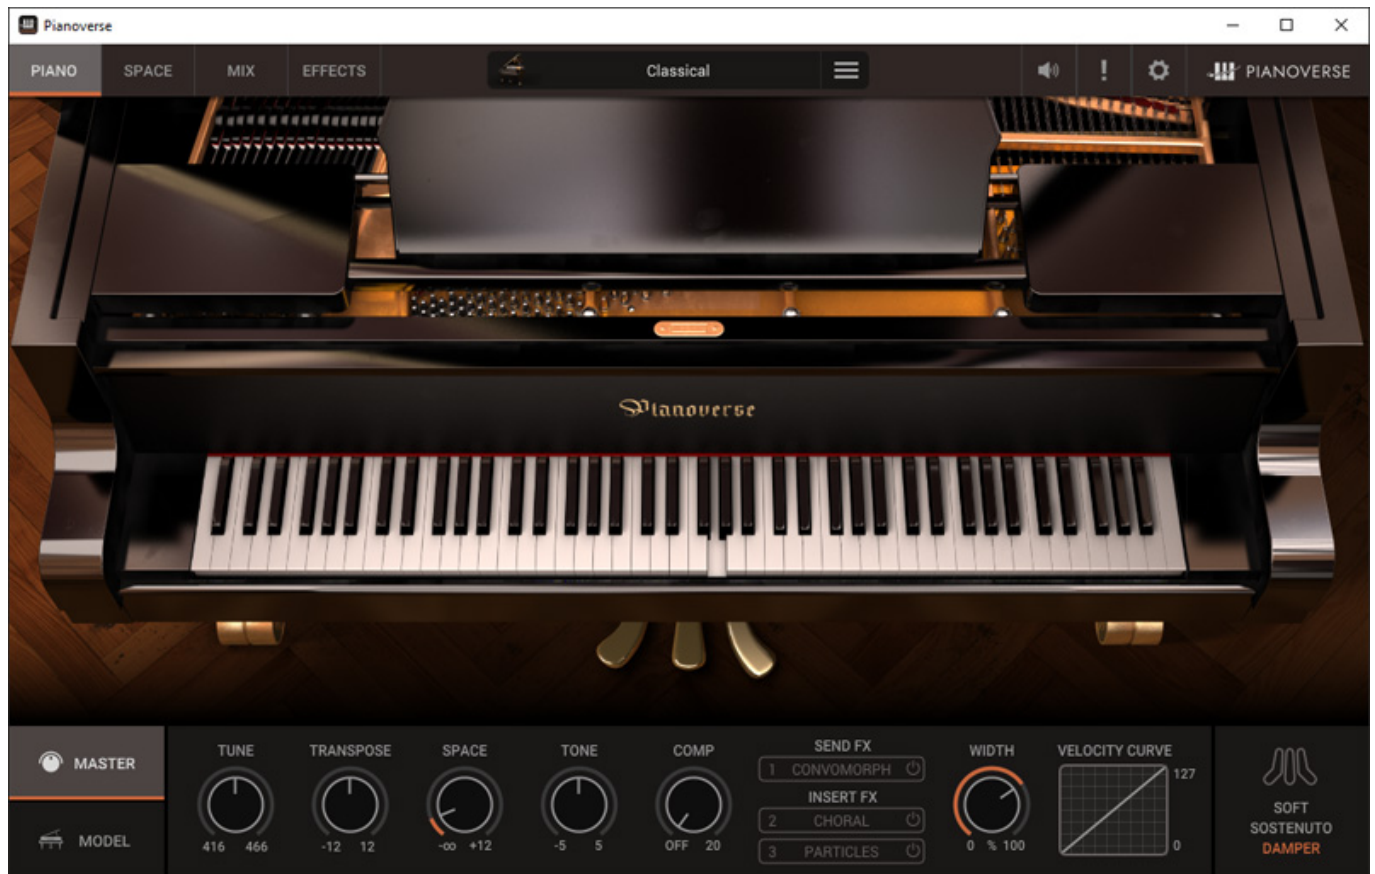 Pianoverse
PIANO SPACE MIX EFFECTS Classical PIANOVERSE
Pianoverse
MASTER
MODEL
TUNE
416 466
TRANSPOSE
-12 12
SPACE
-∞ +12
TONE
-5 5
COMP
OFF 20
SEND FX
1 CONVOMORPH
INSERT FX
2 CHORAL
3 PARTICLES
WIDTH
0 % 100
VELOCITY CURVE
127
0
SOFT
SOSTENUTO
DAMPER